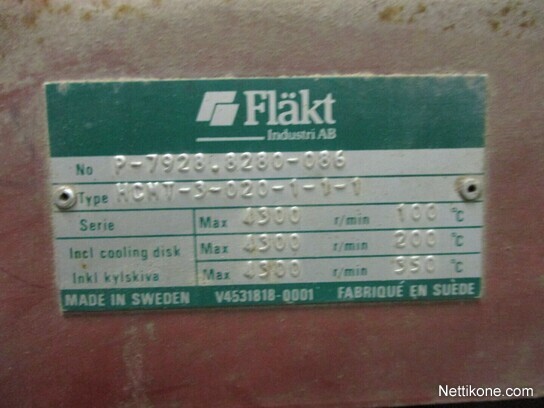 Fläkt
Industri AB
No P-7928.8280-086
Type HCMT-3-020-1-1-1
Serie Max 4300 r/min 100 °C
Incl cooling disk Max 4300 r/min 200 °C
Inkl kylskiva Max 4300 r/min 350 °C
MADE IN SWEDEN V4531818-0001 FABRIQUÉ EN SUÈDE
Nettikone.com